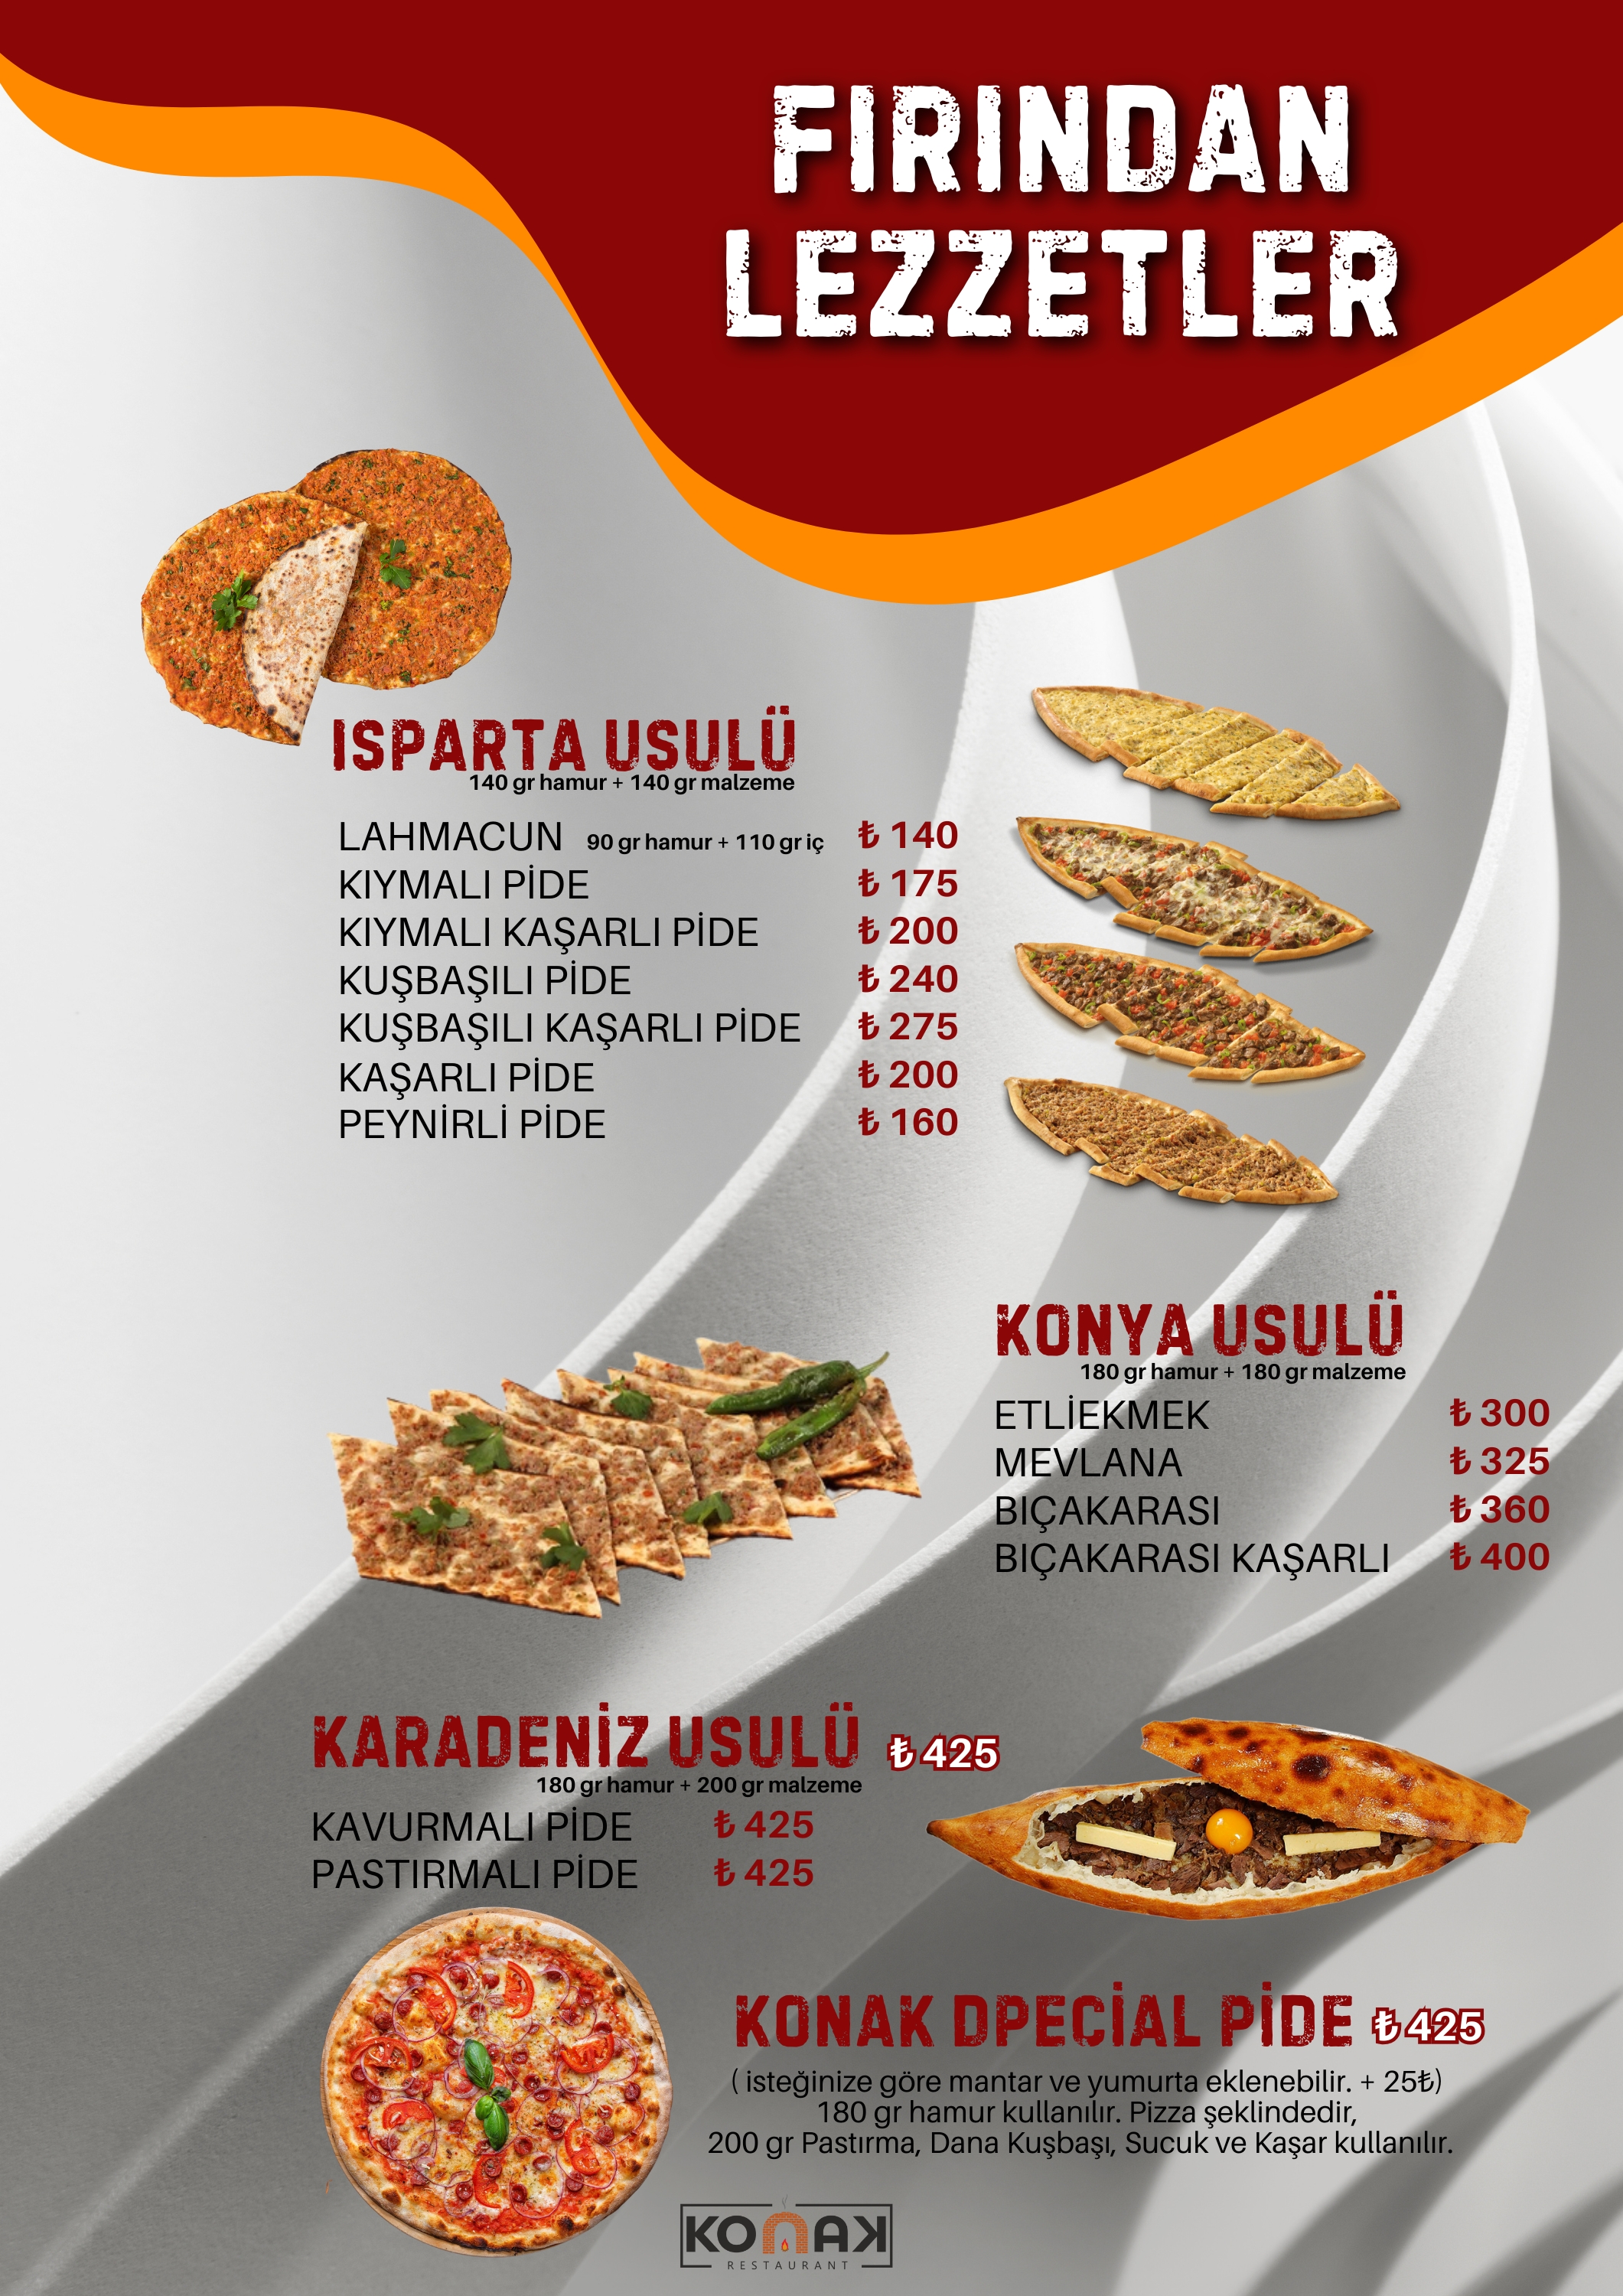 FIRINDAN
LEZZETLER
ISPARTA USULÜ
140 gr hamur + 140 gr malzeme
LAHMACUN 90 gr hamur + 110 gr iç ₺ 140
KIYMALI PİDE ₺ 175
KIYMALI KAŞARLI PİDE ₺ 200
KUŞBAŞILI PİDE ₺ 240
KUŞBAŞILI KAŞARLI PİDE ₺ 275
KAŞARLI PİDE ₺ 200
PEYNİRLİ PİDE ₺ 160
KONYA USULÜ
180 gr hamur + 180 gr malzeme
ETLİEKMEK ₺ 300
MEVLANA ₺ 325
BIÇAKARASI ₺ 360
BIÇAKARASI KAŞARLI ₺ 400
KARADENİZ USULÜ ₺ 425
180 gr hamur + 200 gr malzeme
KAVURMALI PİDE ₺ 425
PASTIRMALI PİDE ₺ 425
KONAK DPECİAL PİDE ₺ 425
( isteğinize göre mantar ve yumurta eklenebilir. + 25₺)
180 gr hamur kullanılır. Pizza şeklindedir,
200 gr Pastırma, Dana Kuşbaşı, Sucuk ve Kaşar kullanılır.
KONAK
RESTAURANT